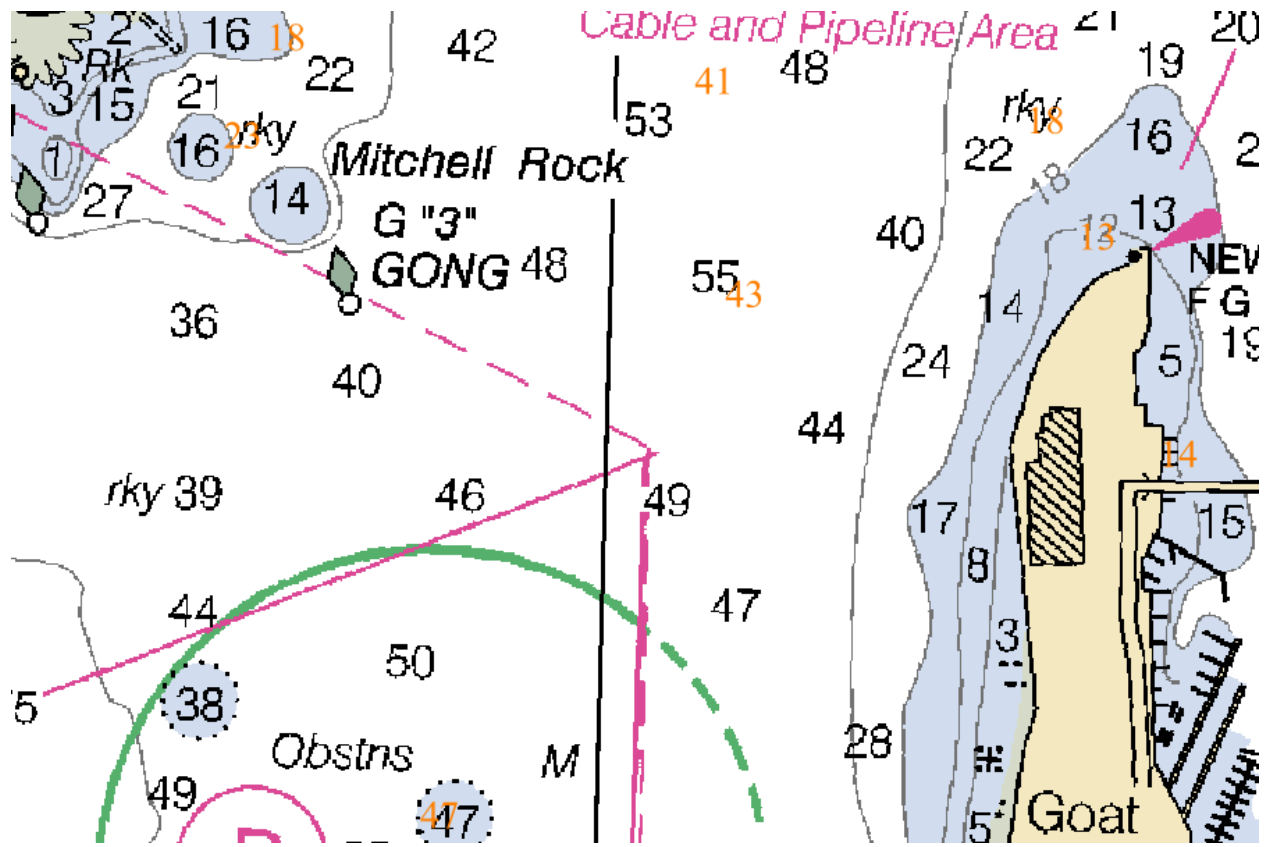 Cable and Pipeline Area
2 16 18 42 21 20
Rk 22 41 48 19
3 15 21 53 rky 18 16
1 16 23 rky 22
Mitchell Rock
27 14 18 13
G "3" 40
GONG 48 55 43
36 14 F G
24 5 19
40 44
14
rky 39 46 49 17 15
8
44 47 3
50
38
Obstns M 28
49
47 47 5
Goat